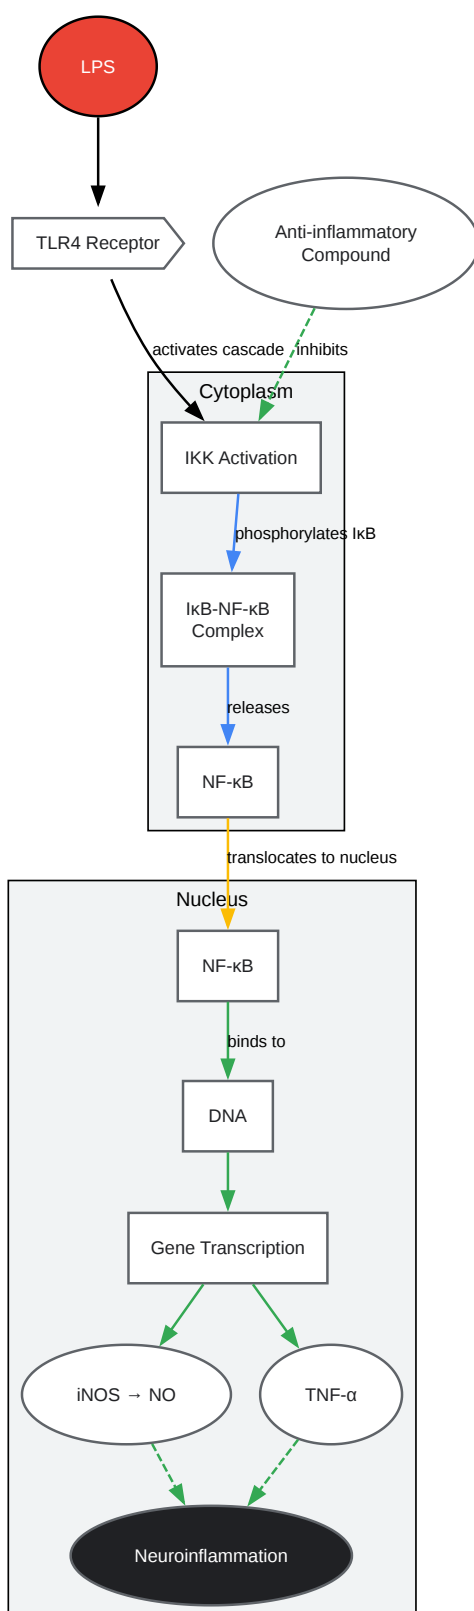 LPS
TLR4 Receptor
Anti-inflammatory
Compound
activates cascade
inhibits
Cytoplasm
IKK Activation
phosphorylates IκB
IκB-NF-κB
Complex
releases
NF-κB
translocates to nucleus
Nucleus
NF-κB
binds to
DNA
Gene Transcription
iNOS → NO
TNF-α
Neuroinflammation